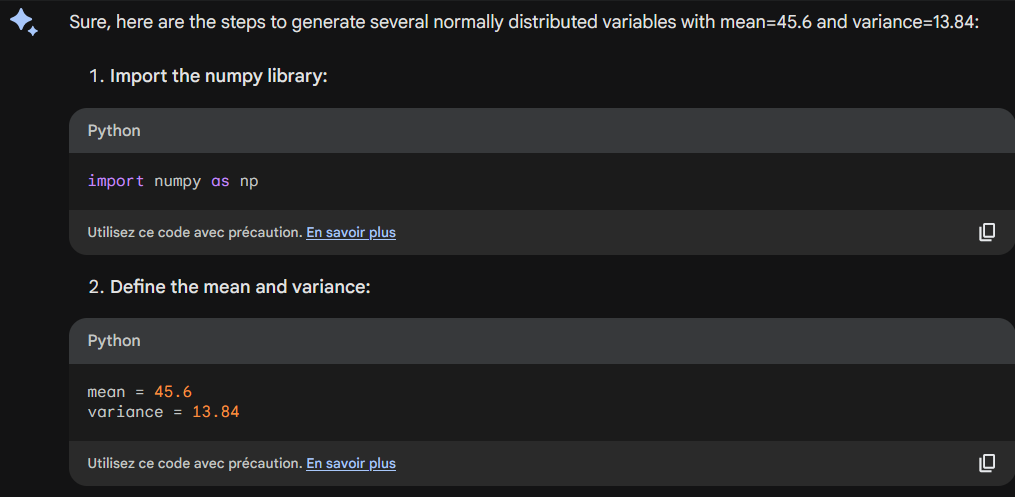 Sure, here are the steps to generate several normally distributed variables with mean=45.6 and variance=13.84:
1. Import the numpy library:
Python
import numpy as np
Utilisez ce code avec précaution. En savoir plus
2. Define the mean and variance:
Python
mean = 45.6
variance = 13.84
Utilisez ce code avec précaution. En savoir plus